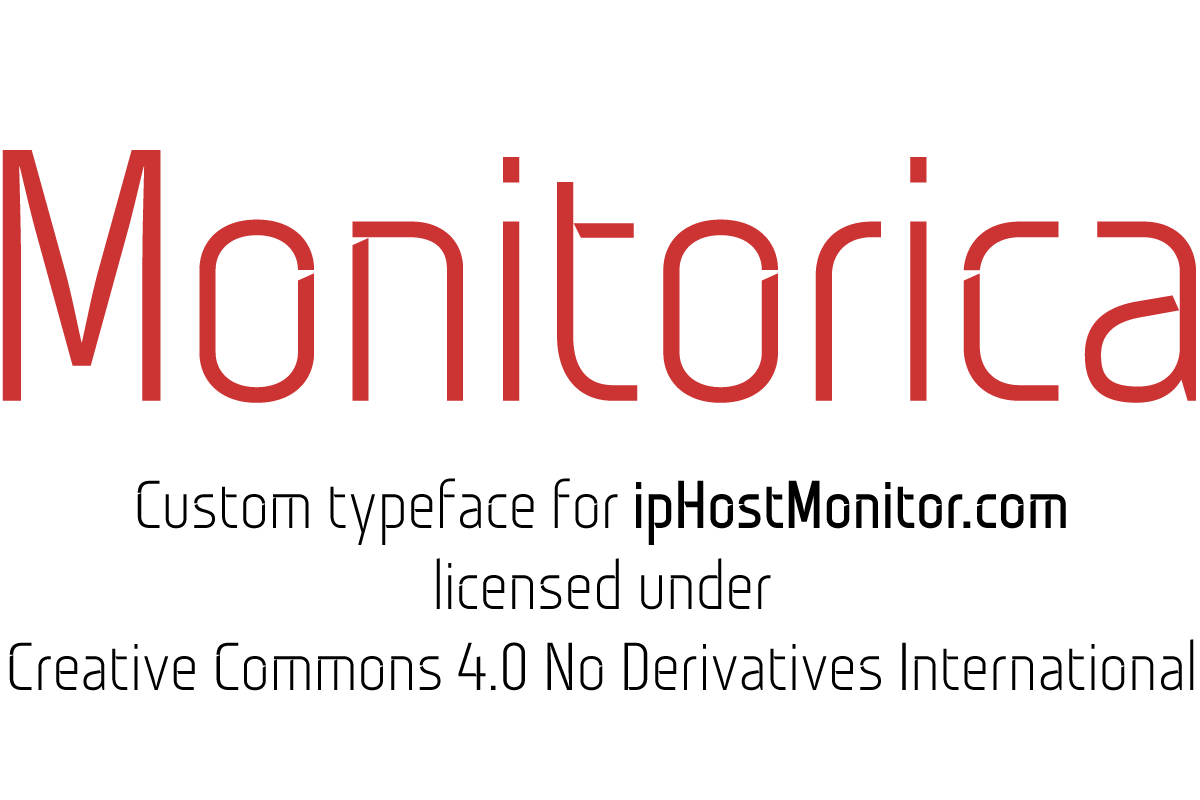 Monitorica
Custom typeface for ipHostMonitor.com
licensed under
Creative Commons 4.0 No Derivatives International